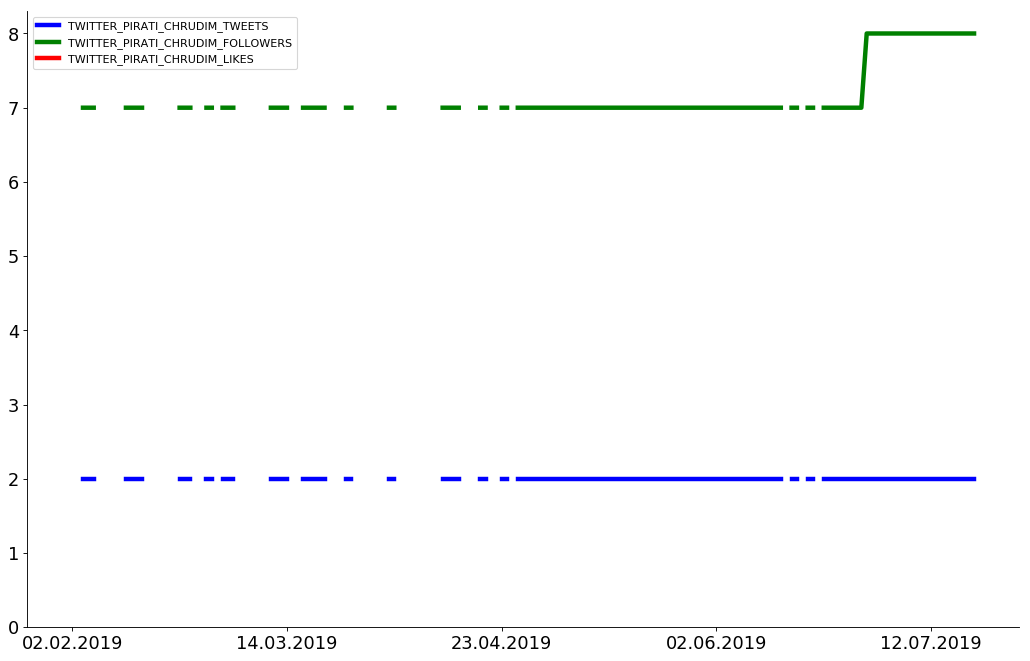 TWITTER_PIRATI_CHRUDIM_TWEETS
TWITTER_PIRATI_CHRUDIM_FOLLOWERS
TWITTER_PIRATI_CHRUDIM_LIKES
8
7
6
5
4
3
2
1
0
02.02.2019 14.03.2019 23.04.2019 02.06.2019 12.07.2019